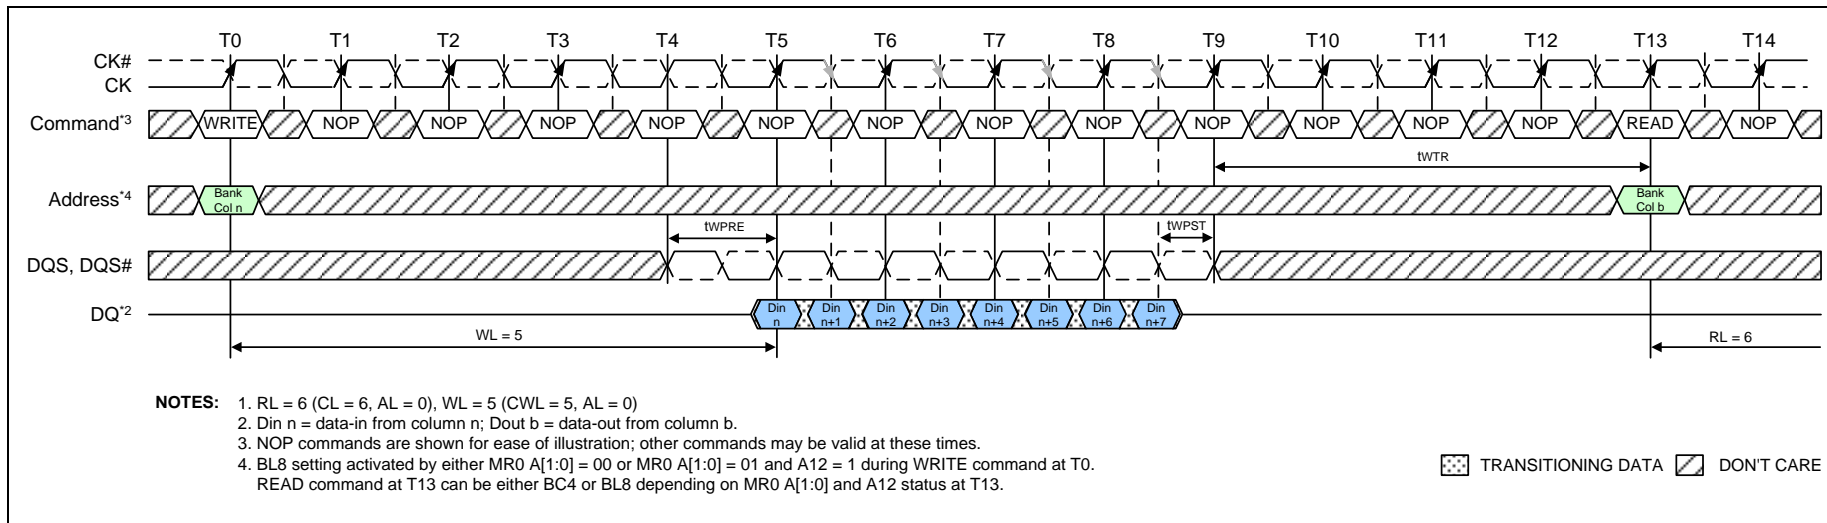 T0 T1 T2 T3 T4 T5 T6 T7 T8 T9 T10 T11 T12 T13 T14
CK#
CK
Command*3 WRITE NOP NOP NOP NOP NOP NOP NOP NOP NOP NOP NOP NOP READ NOP
tWTR
Address*4 Bank Col n Bank Col b
tWPRE tWPST
DQS, DQS#
DQ*2 Din n Din n+1 Din n+2 Din n+3 Din n+4 Din n+5 Din n+6 Din n+7
WL = 5 RL = 6
NOTES: 1. RL = 6 (CL = 6, AL = 0), WL = 5 (CWL = 5, AL = 0)
2. Din n = data-in from column n; Dout b = data-out from column b.
3. NOP commands are shown for ease of illustration; other commands may be valid at these times.
4. BL8 setting activated by either MR0 A[1:0] = 00 or MR0 A[1:0] = 01 and A12 = 1 during WRITE command at T0.
READ command at T13 can be either BC4 or BL8 depending on MR0 A[1:0] and A12 status at T13.
TRANSITIONING DATA DON'T CARE